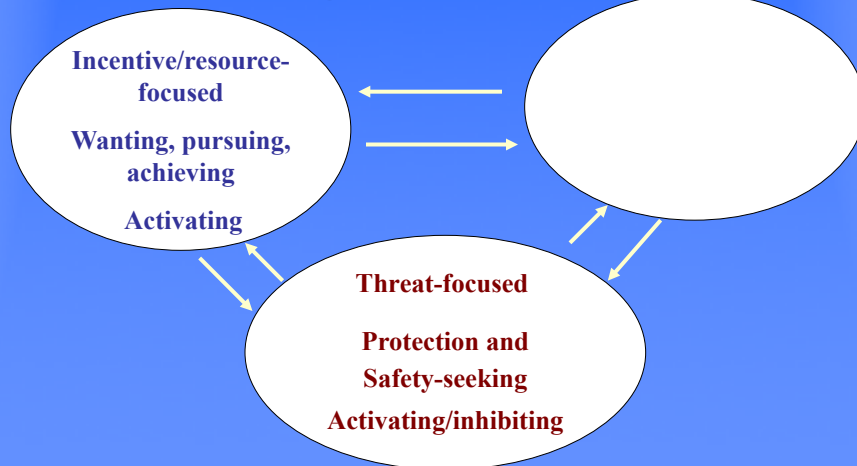 Incentive/resource-
focused
Wanting, pursuing,
achieving
Activating
Threat-focused
Protection and
Safety-seeking
Activating/inhibiting